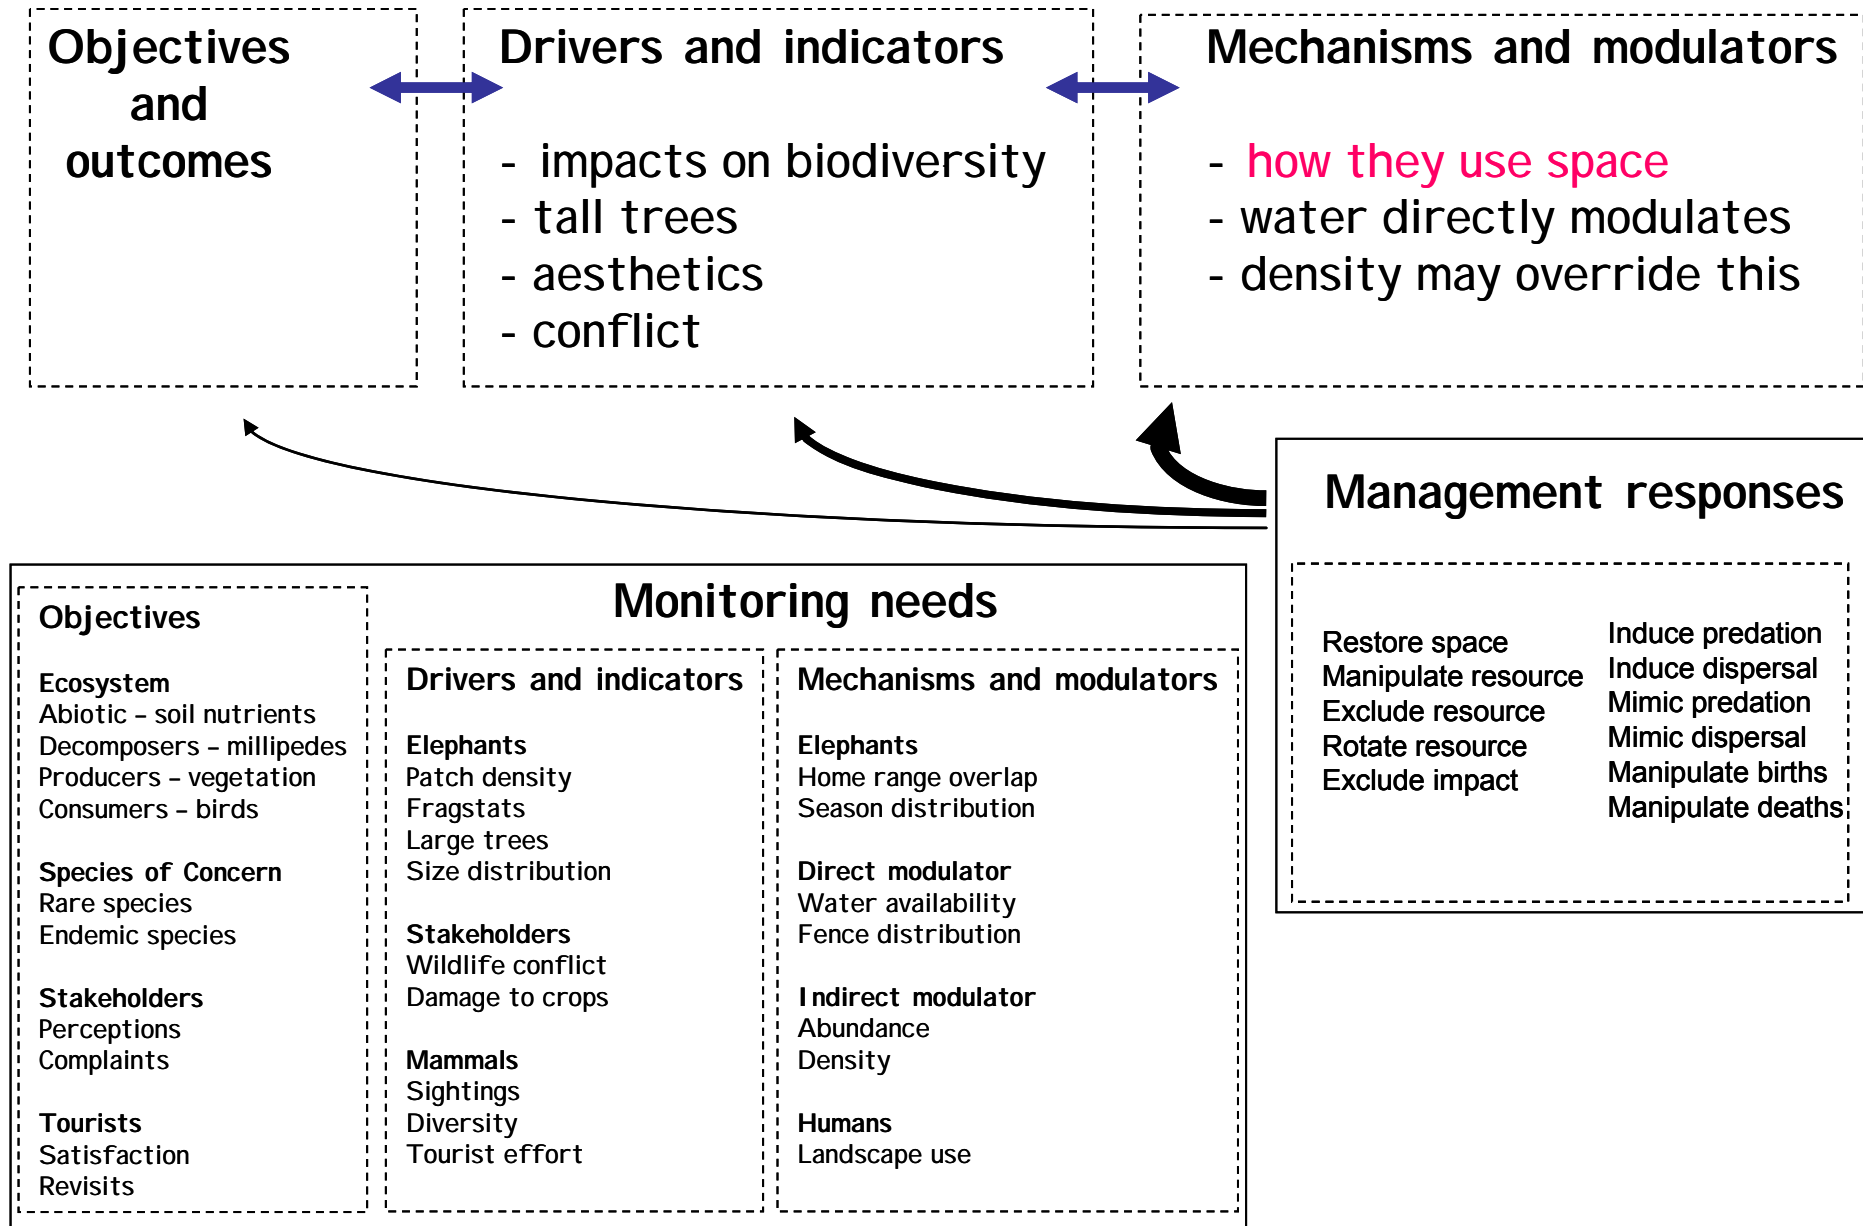 Objectives
and
outcomes
Drivers and indicators
- impacts on biodiversity
- tall trees
- aesthetics
- conflict
Mechanisms and modulators
- how they use space
- water directly modulates
- density may override this
Management responses
Restore space
Manipulate resource
Exclude resource
Rotate resource
Exclude impact
Induce predation
Induce dispersal
Mimic predation
Mimic dispersal
Manipulate births
Manipulate deaths
Monitoring needs
Objectives
Ecosystem
Abiotic – soil nutrients
Decomposers – millipedes
Producers – vegetation
Consumers – birds
Species of Concern
Rare species
Endemic species
Stakeholders
Perceptions
Complaints
Tourists
Satisfaction
Revisits
Drivers and indicators
Elephants
Patch density
Fragstats
Large trees
Size distribution
Stakeholders
Wildlife conflict
Damage to crops
Mammals
Sightings
Diversity
Tourist effort
Mechanisms and modulators
Elephants
Home range overlap
Season distribution
Direct modulator
Water availability
Fence distribution
Indirect modulator
Abundance
Density
Humans
Landscape use